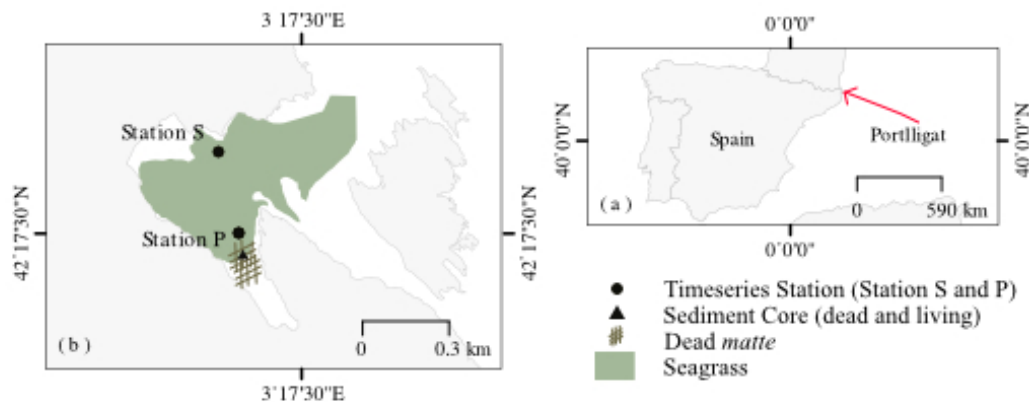 3°17'30"E
0°0'0"
Station S
Station P
42°17'30"N
42°17'30"N
( b )
0 0.3 km
3°17'30"E
40°0'0"N
40°0'0"N
Spain
Portlligat
( a )
0 590 km
0°0'0"
Timeseries Station (Station S and P)
Sediment Core (dead and living)
Dead matte
Seagrass